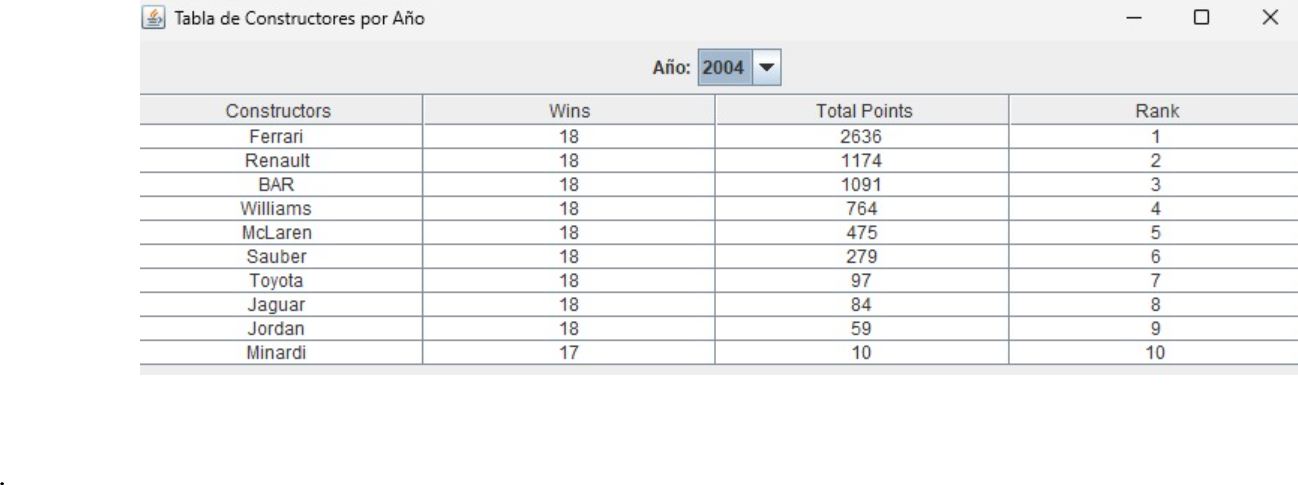 Tabla de Constructores por Año
Año: 2004
Constructors Wins Total Points Rank
Ferrari 18 2636 1
Renault 18 1174 2
BAR 18 1091 3
Williams 18 764 4
McLaren 18 475 5
Sauber 18 279 6
Toyota 18 97 7
Jaguar 18 84 8
Jordan 18 59 9
Minardi 17 10 10
.